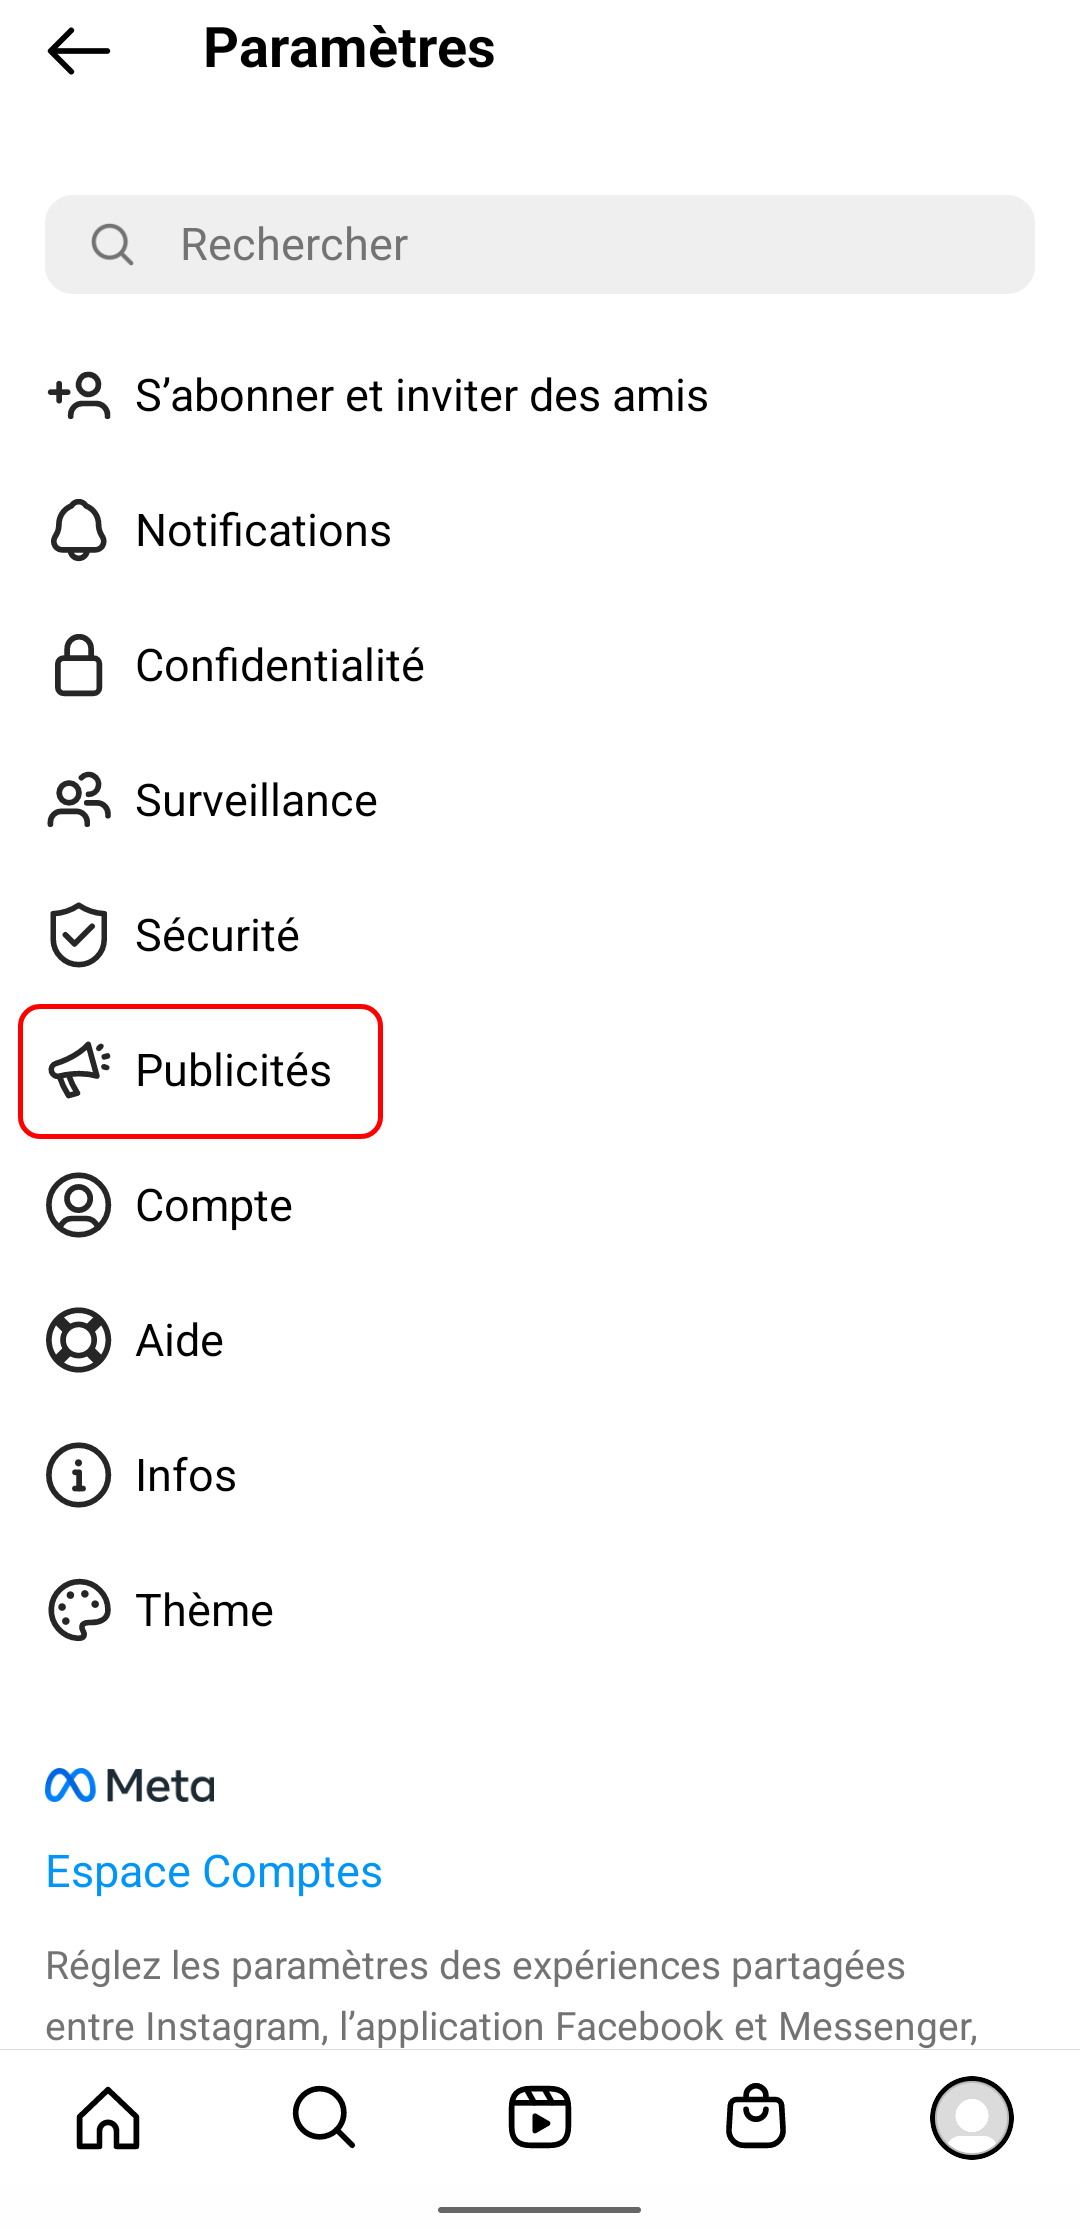 Paramètres
Rechercher
S’abonner et inviter des amis
Notifications
Confidentialité
Surveillance
Sécurité
Publicités
Compte
Aide
Infos
Thème
Meta
Espace Comptes
Réglez les paramètres des expériences partagées
entre Instagram, l’application Facebook et Messenger,